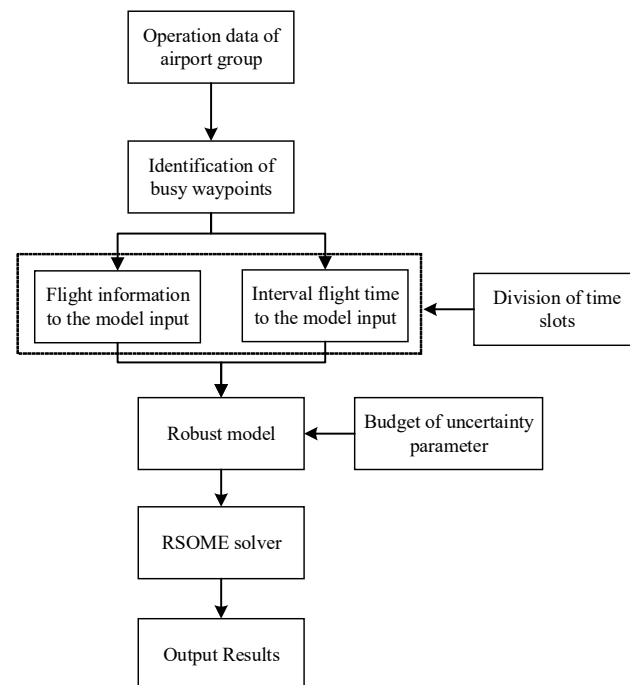 Operation data of
airport group
Identification of
busy waypoints
Flight information
to the model input
Interval flight time
to the model input
Division of time
slots
Robust model
Budget of uncertainty
parameter
RSOME solver
Output Results